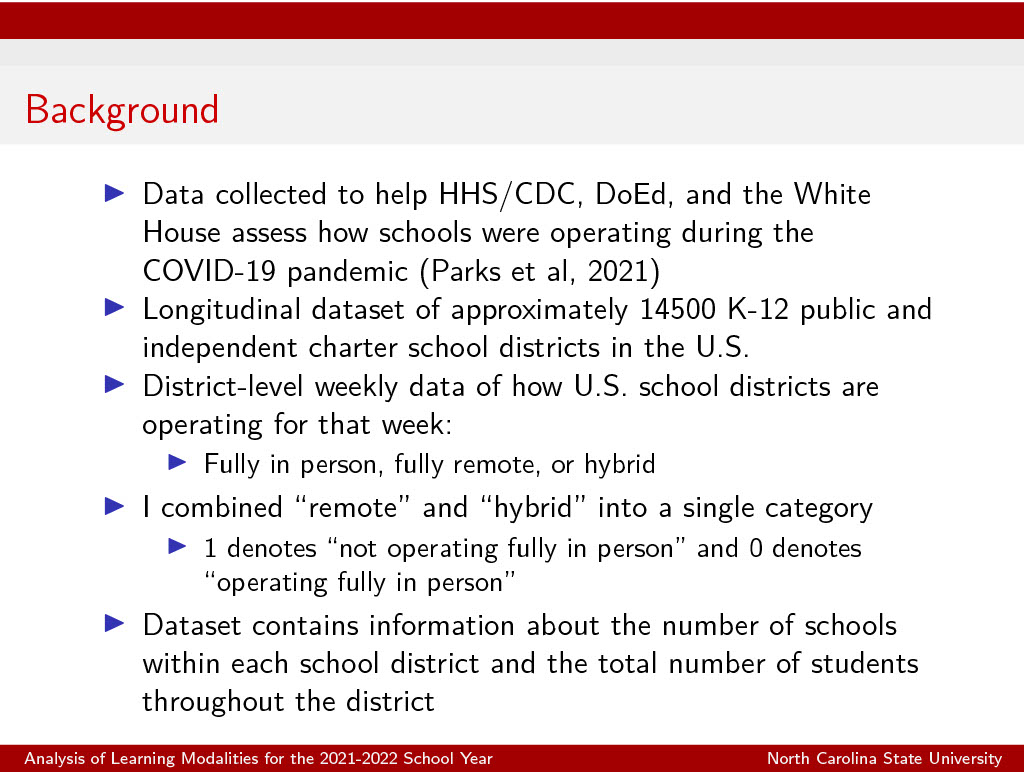 Background
Data collected to help HHS/CDC, DoEd, and the White
House assess how schools were operating during the
COVID-19 pandemic (Parks et al, 2021)
Longitudinal dataset of approximately 14500 K-12 public and
independent charter school districts in the U.S.
District-level weekly data of how U.S. school districts are
operating for that week:
Fully in person, fully remote, or hybrid
I combined “remote” and “hybrid” into a single category
1 denotes “not operating fully in person” and 0 denotes
“operating fully in person”
Dataset contains information about the number of schools
within each school district and the total number of students
throughout the district
Analysis of Learning Modalities for the 2021-2022 School Year
North Carolina State University